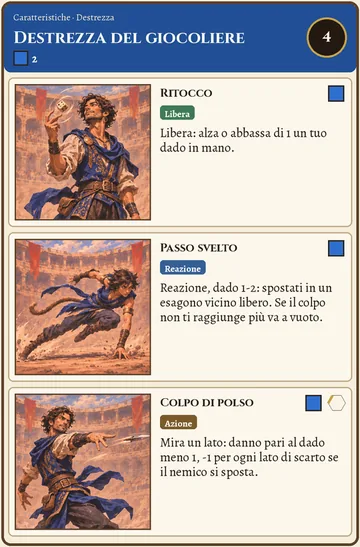 Caratteristiche · Destrezza
Destrezza del giocoliere
4
2
Ritocco
Libera
Libera: alza o abbassa di 1 un tuo
dado in mano.
Passo svelto
Reazione
Reazione, dado 1-2: spostati in un
esagono vicino libero. Se il colpo
non ti raggiunge più va a vuoto.
Colpo di polso
Azione
Mira un lato: danno pari al dado
meno 1, -1 per ogni lato di scarto se
il nemico si sposta.